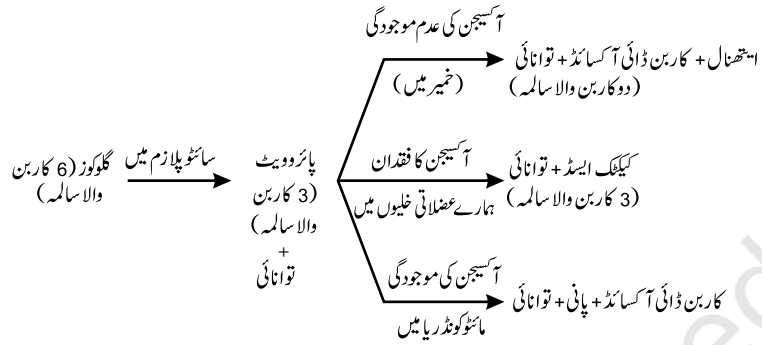 آکسیجن کی عدم موجودگی
(خمیر میں)
ایتھنال + کاربن ڈائی آکسائڈ + توانائی
(دو کاربن والا سالمہ)
گلوکوز (6 کاربن
والا سالمہ)
سائٹوپلازم میں
پائروویٹ
(3 کاربن
والا سالمہ)
+
توانائی
آکسیجن کا فقدان
ہمارے عضلاتی خلیوں میں
کیلٹک ایسڈ + توانائی
(3 کاربن والا سالمہ)
آکسیجن کی موجودگی
مائٹوکونڈریا میں
کاربن ڈائی آکسائڈ + پانی + توانائی